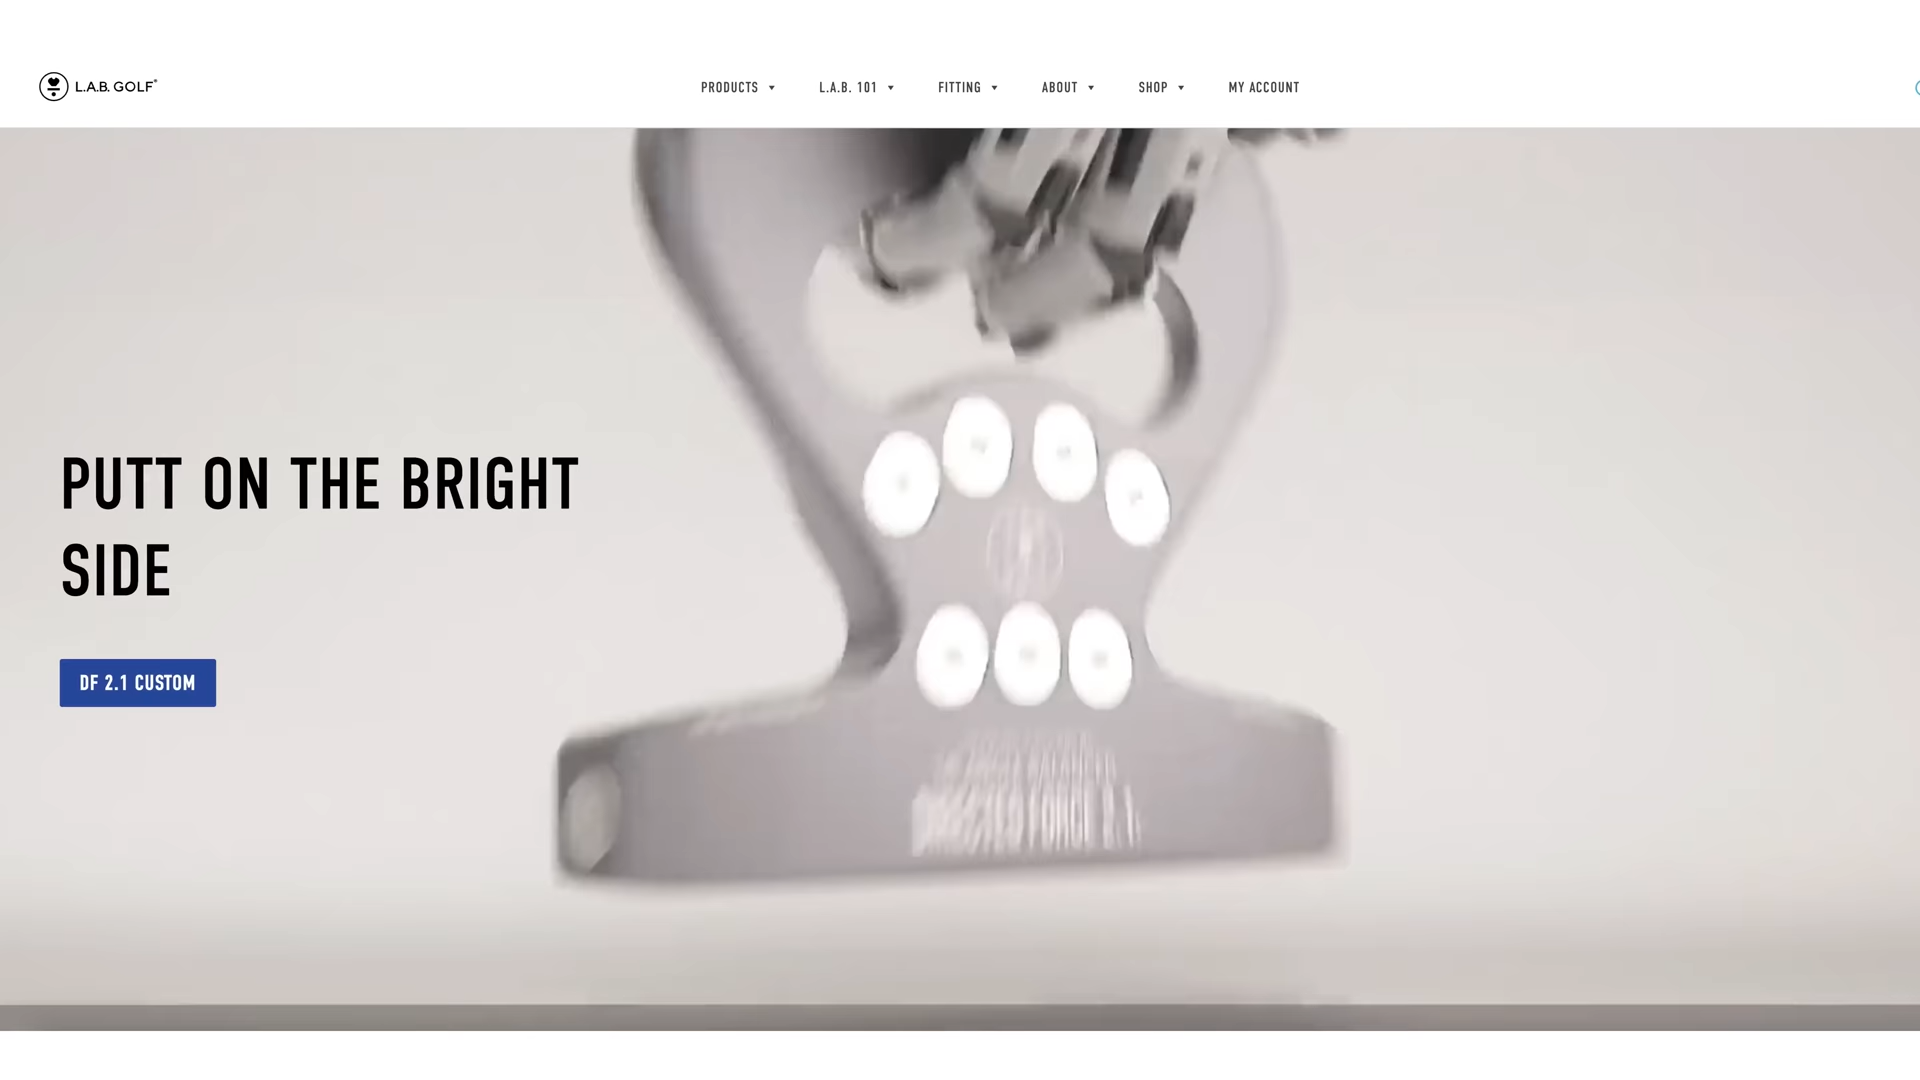 L.A.B. GOLF®
PRODUCTS
L.A.B. 101
FITTING
ABOUT
SHOP
MY ACCOUNT
PUTT ON THE BRIGHT
SIDE
DF 2.1 CUSTOM